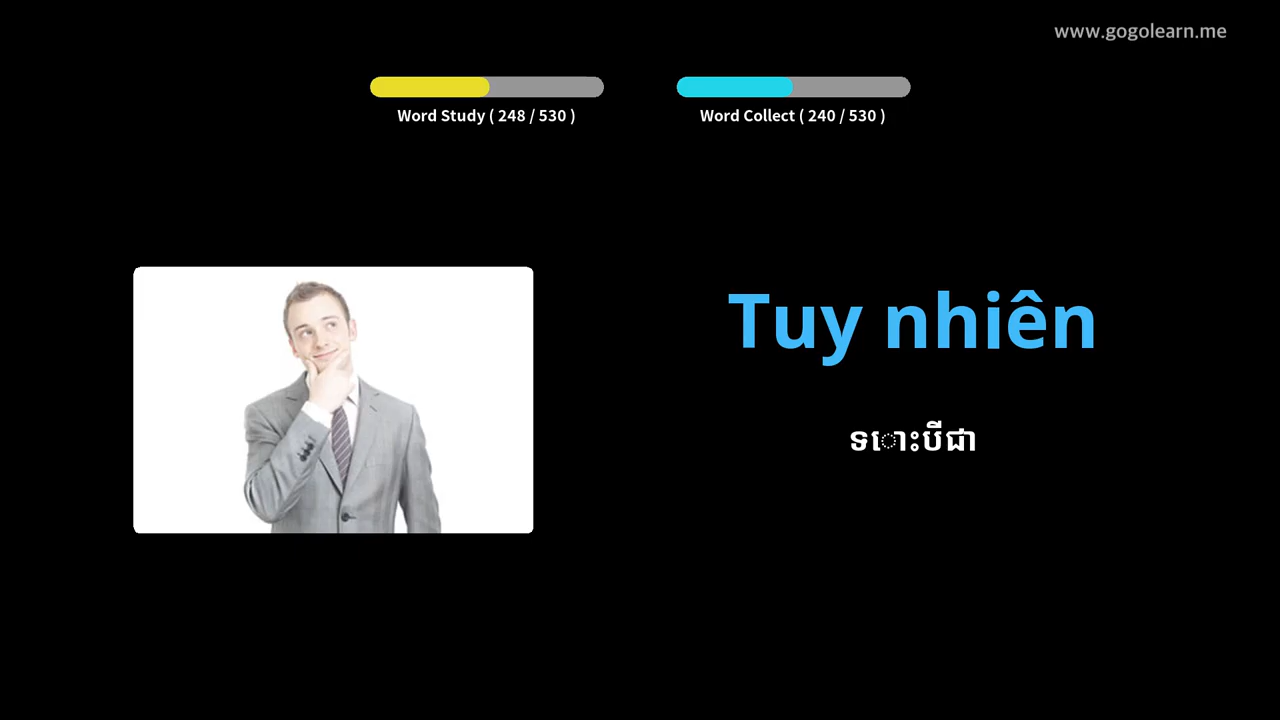 www.gogolearn.me
Word Study ( 248 / 530 )
Word Collect ( 240 / 530 )
Tuy nhiên
ទោះបីជា